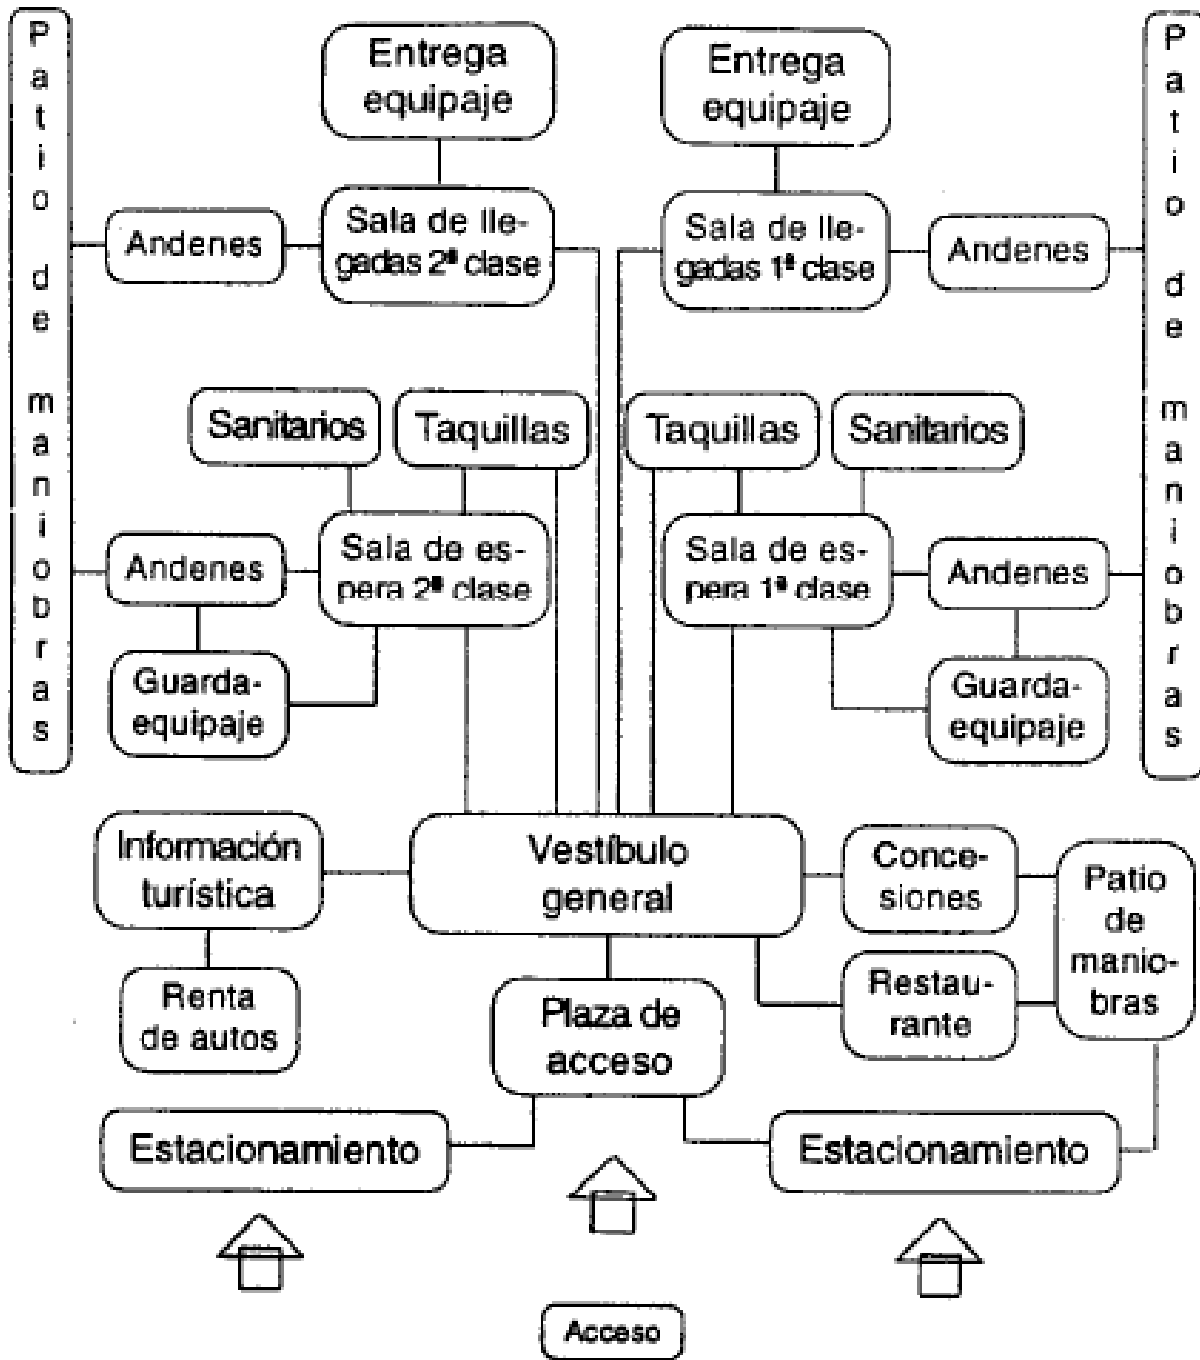 Patio de maniobras
Entrega
equipaje
Entrega
equipaje
Patio de maniobras
Andenes
Sala de lle-
gadas 2ª clase
Sala de lle-
gadas 1ª clase
Andenes
Sanitarios
Taquillas
Taquillas
Sanitarios
Andenes
Sala de es-
pera 2ª clase
Sala de es-
pera 1ª clase
Andenes
Guarda-
equipaje
Guarda-
equipaje
Información
turística
Vestíbulo
general
Conce-
siones
Patio
de
manio-
bras
Renta
de autos
Plaza de
acceso
Restau-
rante
Estacionamiento
Estacionamiento
Acceso